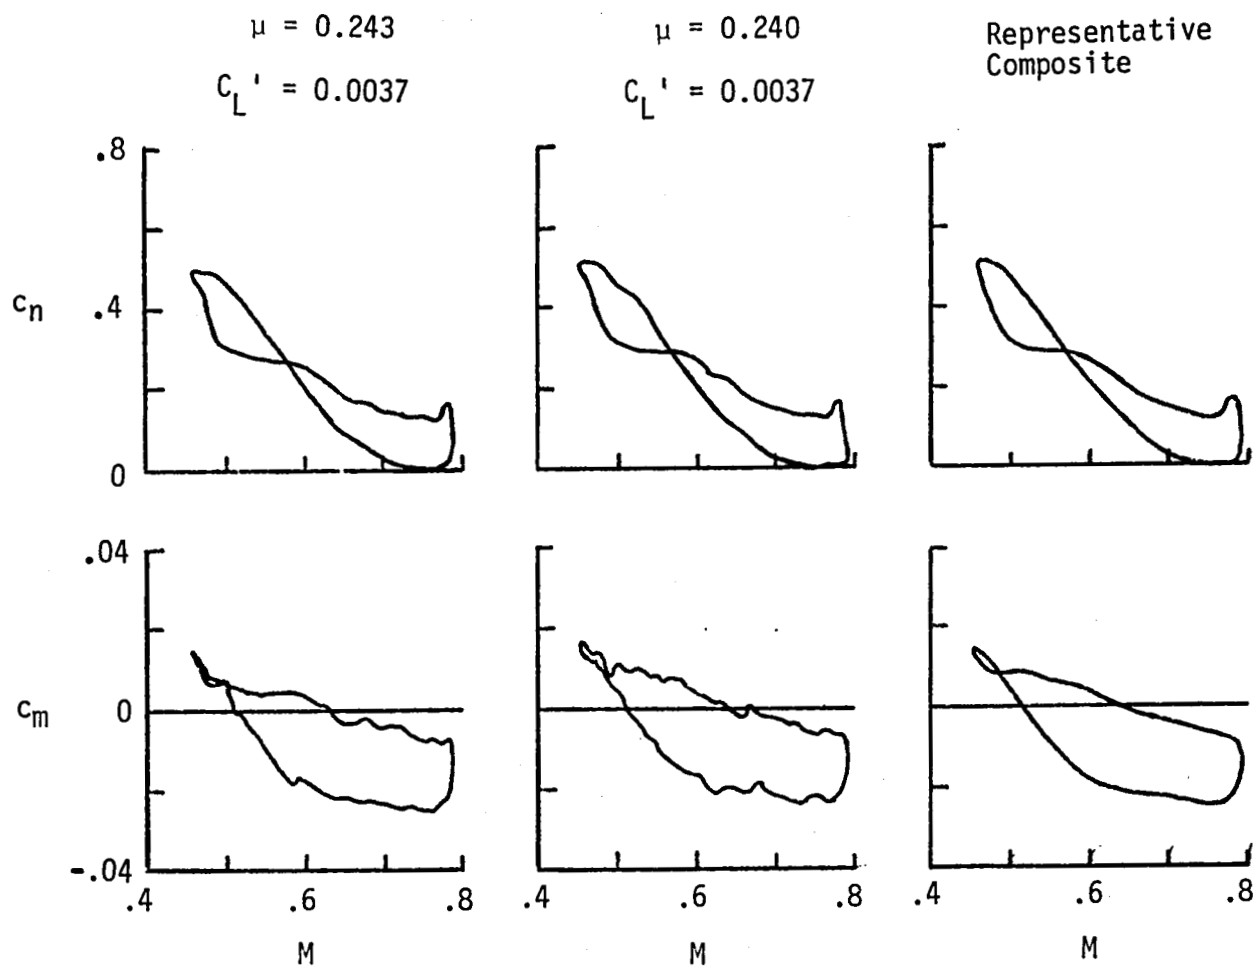 μ = 0.243
C_L' = 0.0037
μ = 0.240
C_L' = 0.0037
Representative
Composite
.8
c_n
.4
0
.04
c_m
0
-.04
.4
.6
.8
M
.4
.6
.8
M
.4
.6
.8
M